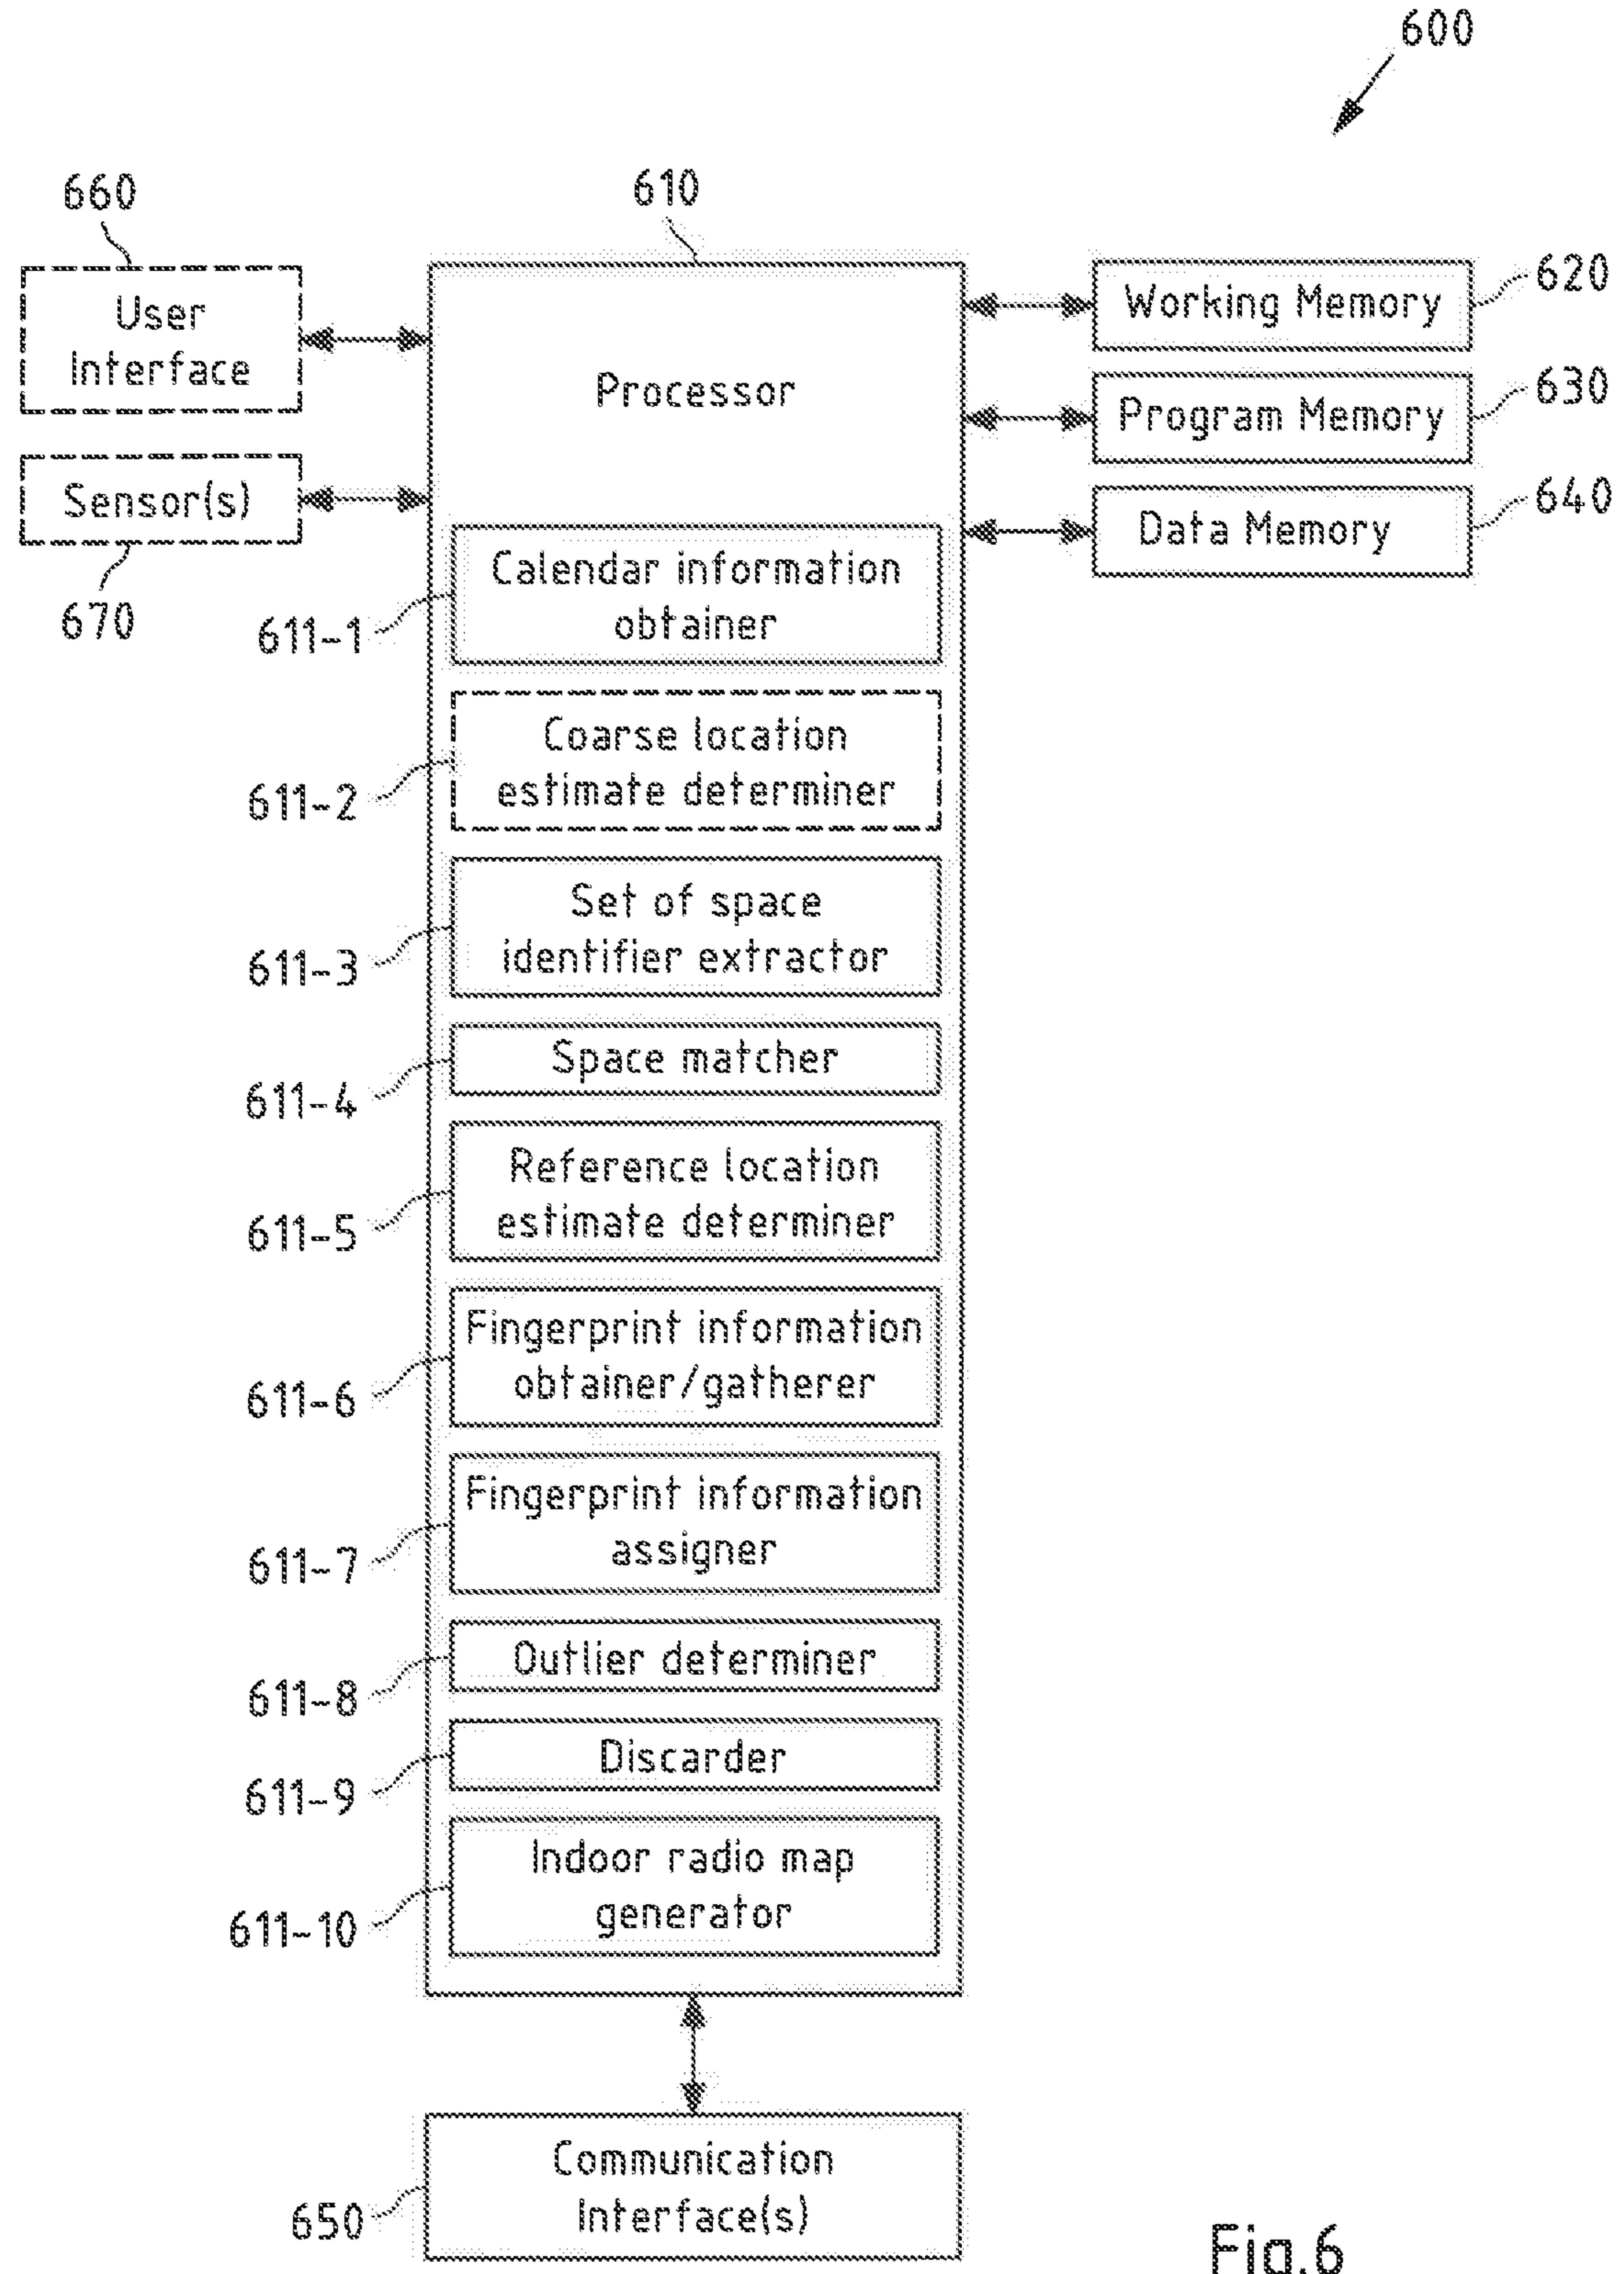 600
660
610
User
Interface
Processor
Working Memory
620
Program Memory
630
Sensor(s)
670
Data Memory
640
Calendar information
obtainer
611-1
Coarse location
estimate determiner
611-2
Set of space
identifier extractor
611-3
Space matcher
611-4
Reference location
estimate determiner
611-5
Fingerprint information
obtainer/gatherer
611-6
Fingerprint information
assigner
611-7
Outlier determiner
611-8
Discarder
611-9
Indoor radio map
generator
611-10
Communication
Interface(s)
650
Fig.6